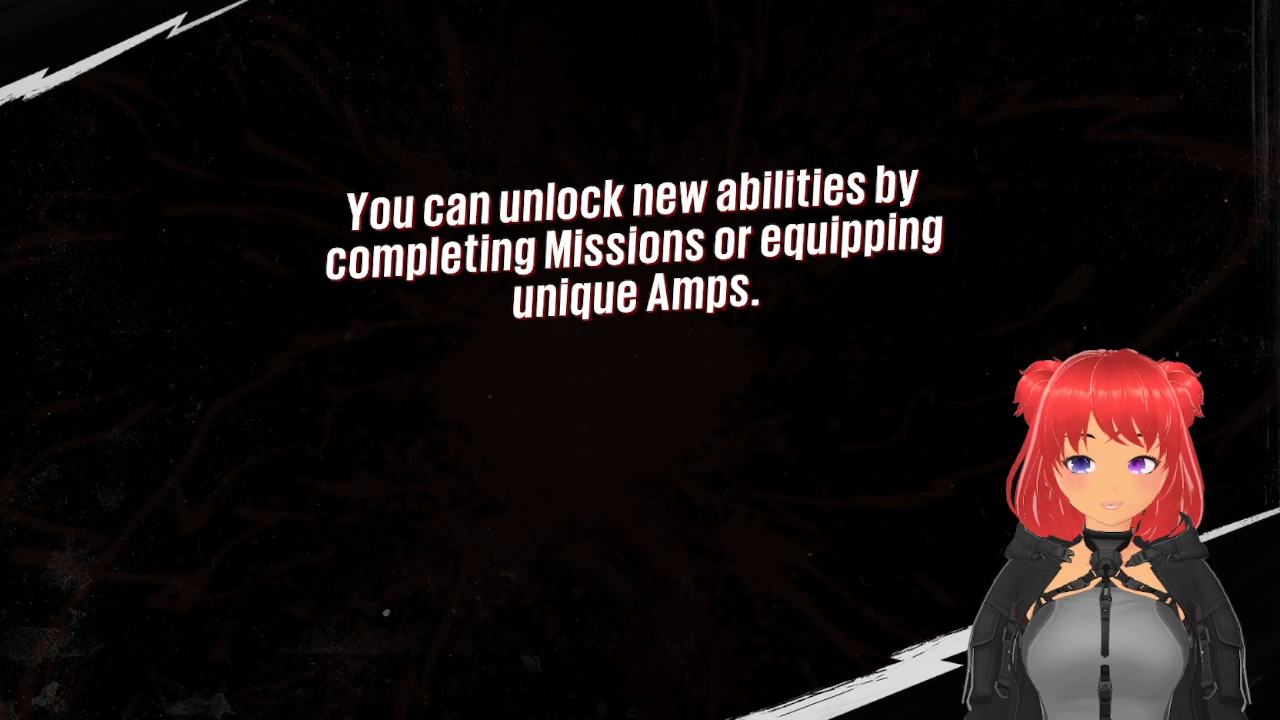 You can unlock new abilities by
completing Missions or equipping
unique Amps.